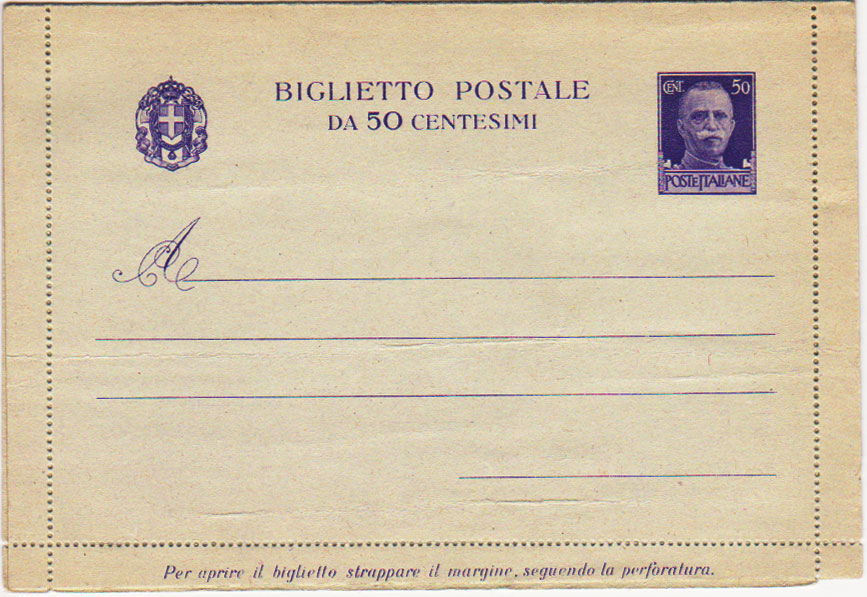 BIGLIETTO POSTALE
DA 50 CENTESIMI
CENT. 50
POSTE ITALIANE
A
Per aprire il biglietto strappare il margine, seguendo la perforatura.